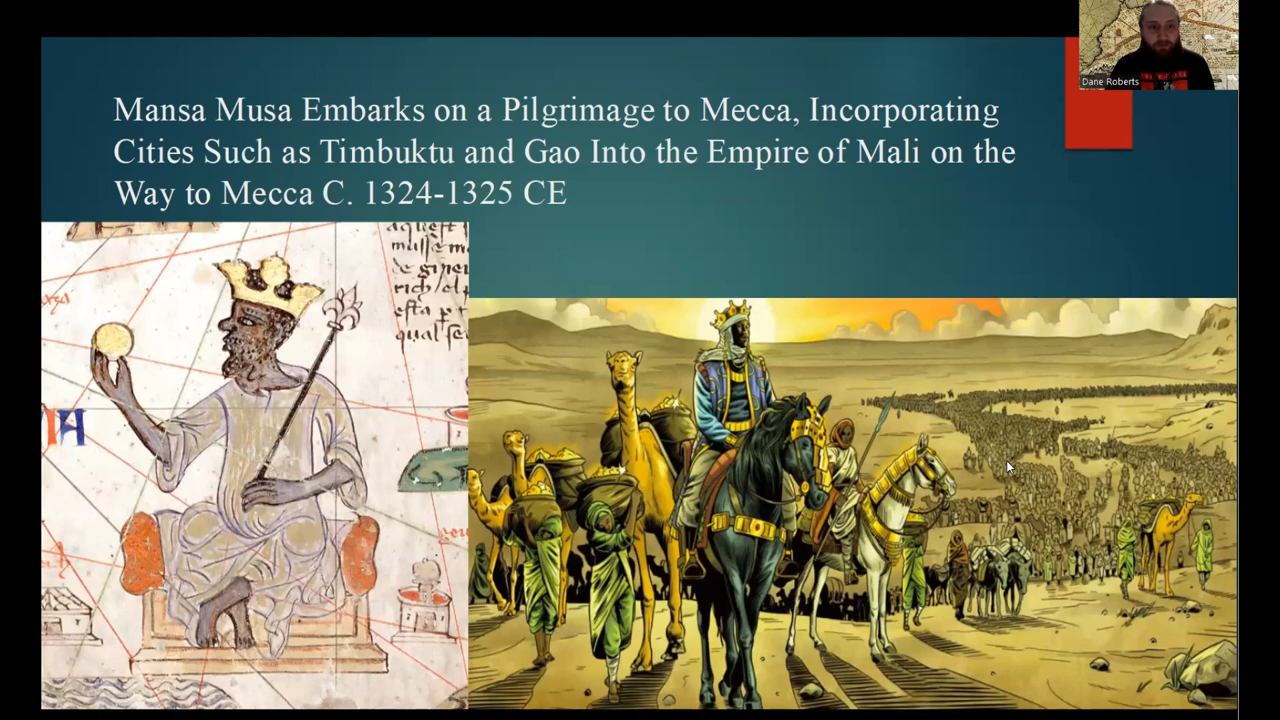 Dane Roberts
Mansa Musa Embarks on a Pilgrimage to Mecca, Incorporating
Cities Such as Timbuktu and Gao Into the Empire of Mali on the
Way to Mecca C. 1324-1325 CE